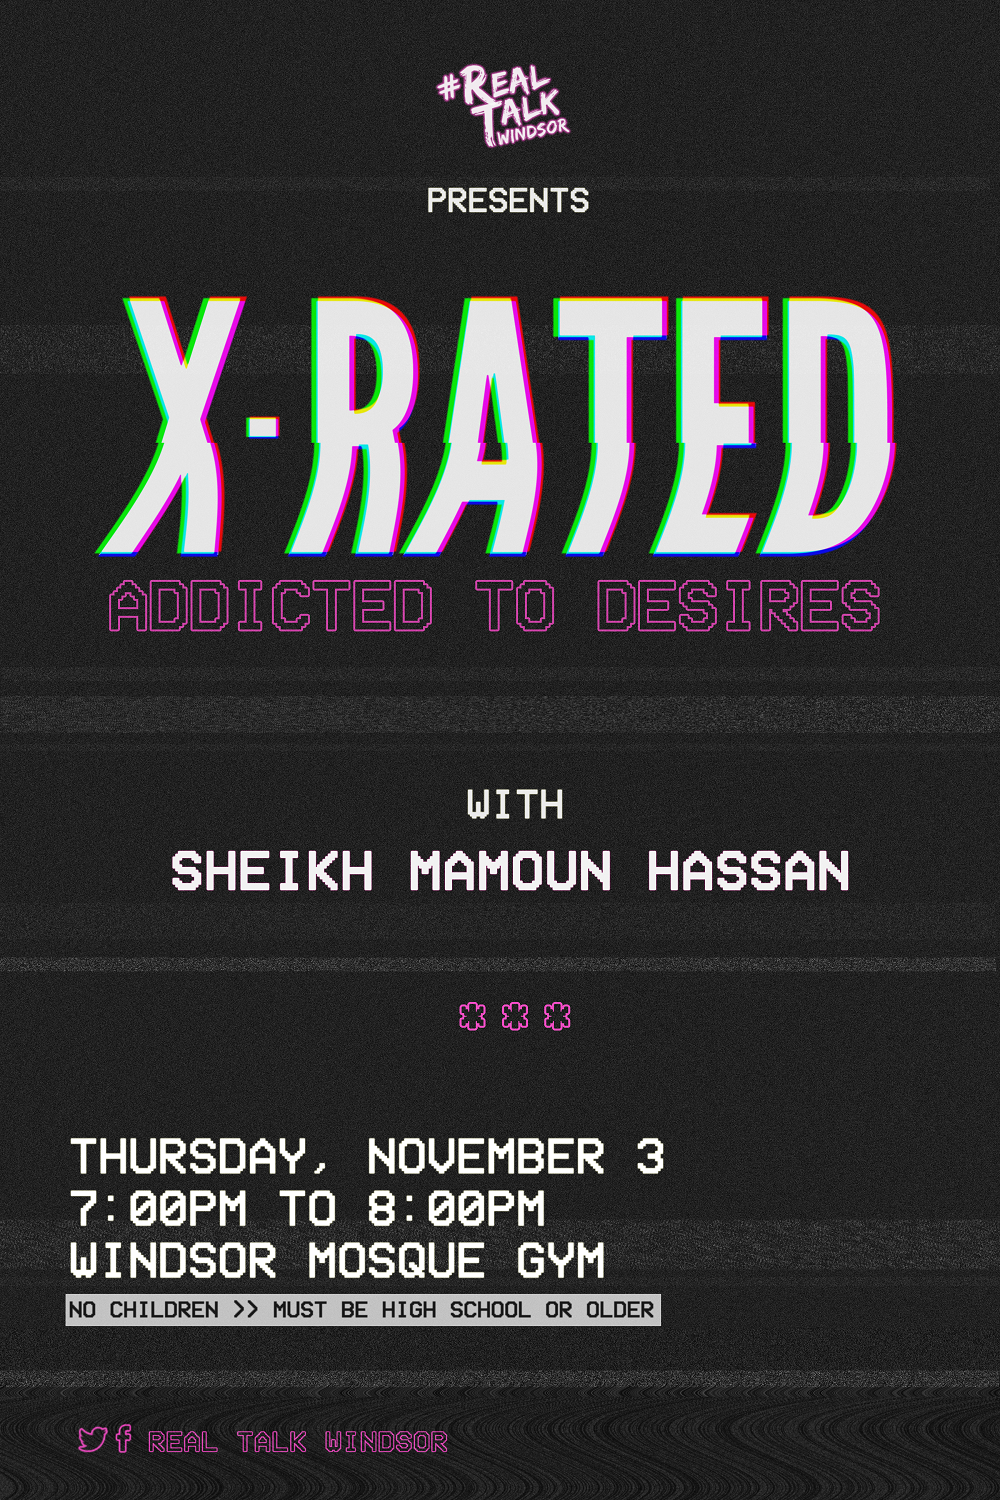 #REAL
TALK
WINDSOR
PRESENTS
X-RATED
ADDICTED TO DESIRES
WITH
SHEIKH MAMOUN HASSAN
***
THURSDAY, NOVEMBER 3
7:00PM TO 8:00PM
WINDSOR MOSQUE GYM
NO CHILDREN >> MUST BE HIGH SCHOOL OR OLDER
REAL TALK WINDSOR